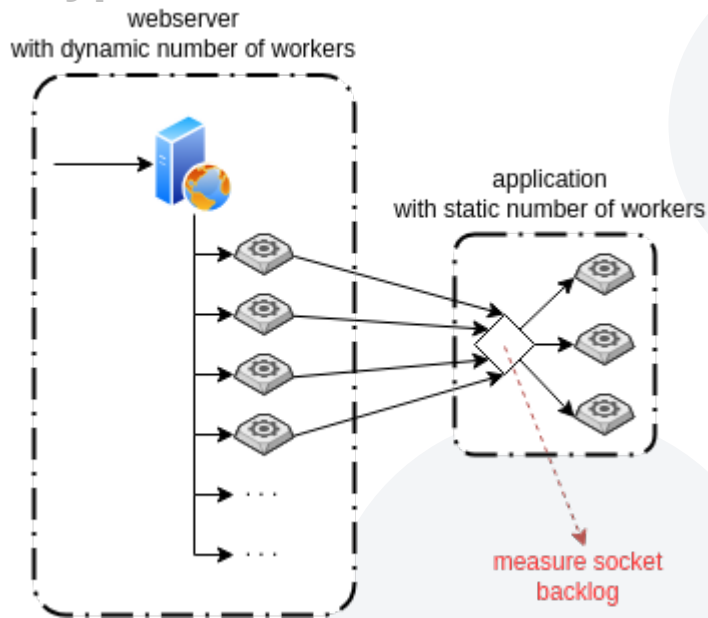 webserver
with dynamic number of workers
application
with static number of workers
. . .
. . .
measure socket
backlog